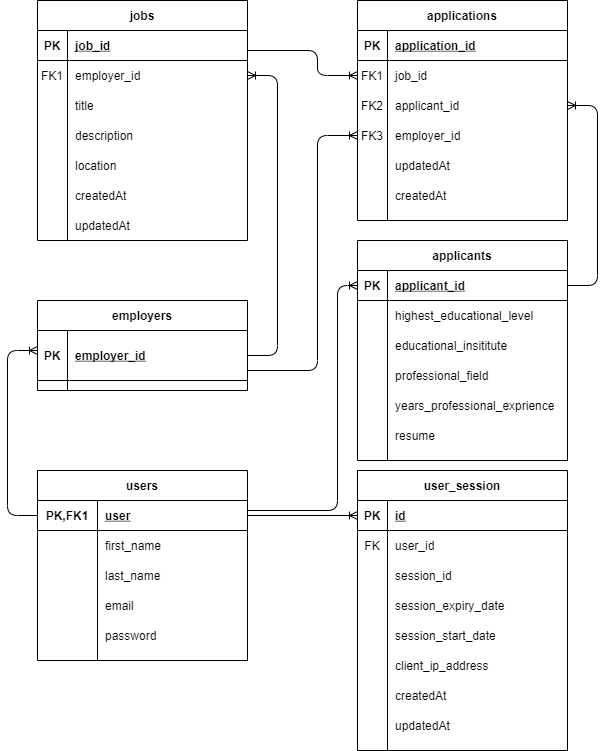 jobs
PK job_id
FK1 employer_id
title
description
location
createdAt
updatedAt
applications
PK application_id
FK1 job_id
FK2 applicant_id
FK3 employer_id
updatedAt
createdAt
applicants
PK applicant_id
highest_educational_level
educational_insititute
professional_field
years_professional_exprience
resume
employers
PK employer_id
users
PK,FK1 user
first_name
last_name
email
password
user_session
PK id
FK user_id
session_id
session_expiry_date
session_start_date
client_ip_address
createdAt
updatedAt